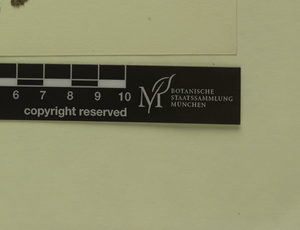 6 7 8 9 10
copyright reserved
BOTANISCHE
STAATSSAMMLUNG
MÜNCHEN